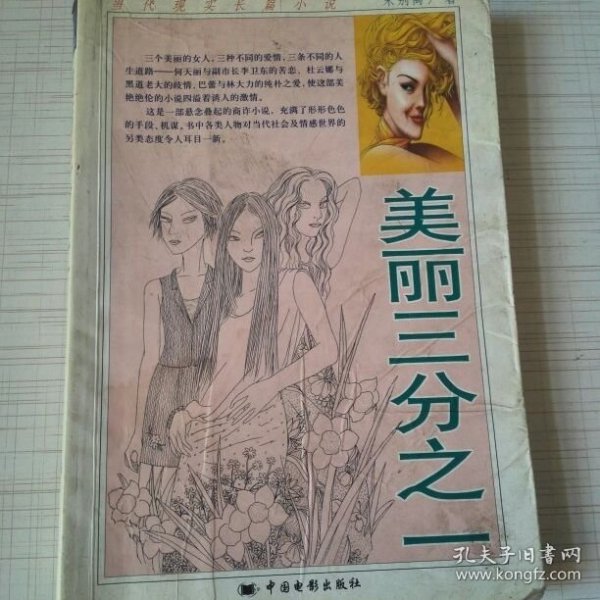 当代现实长篇小说
著
三个美丽的女人，三种不同的爱情，三条不同的人
生道路——何天丽与副市长李卫东的苦恋、杜云娜与
黑道老大的歧情、巴蕾与林大力的纯朴之爱，使这部美
艳绝伦的小说四溢着诱人的激情。
这是一部悬念叠起的商诈小说，充满了形形色色
的手段、机谋。书中各类人物对当代社会及情感世界的
另类态度令人耳目一新。
美丽三分之一
中国电影出版社
孔夫子旧书网
www.kongfz.com